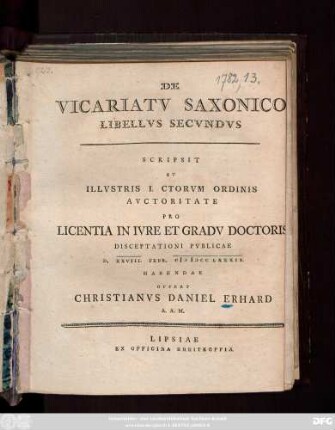 1782,13.
DE
VICARIATV SAXONICO
LIBELLVS SECVNDVS
SCRIPSIT
ET
ILLVSTRIS I. CTORVM ORDINIS
AVCTORITATE
PRO
LICENTIA IN IVRE ET GRADV DOCTORIS
DISCEPTATIONI PVBLICAE
D. XXVIII. FEBR. CIƆIƆCCLXXXII.
HABENDAE
OFFERT
CHRISTIANVS DANIEL ERHARD
A. A. M.
LIPSIAE
EX OFFICINA BREITKOPFIA.